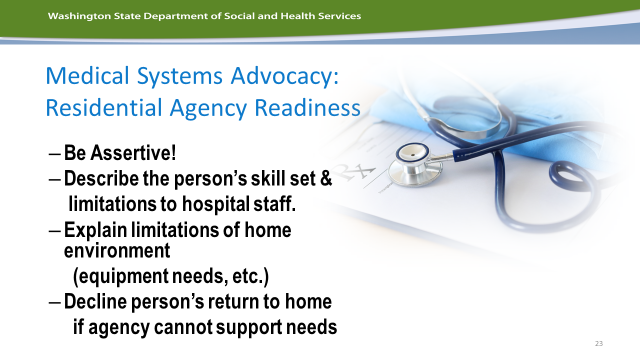 Washington State Department of Social and Health Services
Medical Systems Advocacy:
Residential Agency Readiness
– Be Assertive!
– Describe the person's skill set &
limitations to hospital staff.
– Explain limitations of home
environment
(equipment needs, etc.)
– Decline person's return to home
if agency cannot support needs
RX
23